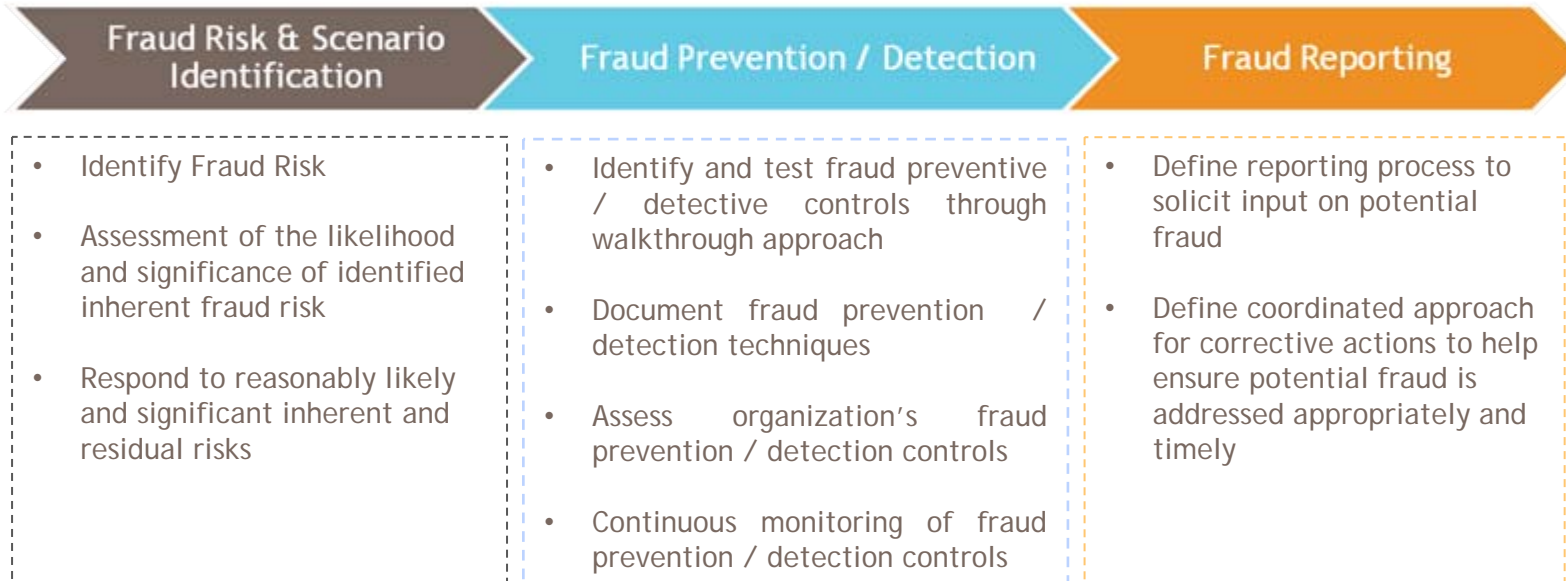 Fraud Risk & Scenario
Identification
Fraud Prevention / Detection
Fraud Reporting
• Identify Fraud Risk
• Assessment of the likelihood
and significance of identified
inherent fraud risk
• Respond to reasonably likely
and significant inherent and
residual risks
• Identify and test fraud preventive
/ detective controls through
walkthrough approach
• Document fraud prevention /
detection techniques
• Assess organization’s fraud
prevention / detection controls
• Continuous monitoring of fraud
prevention / detection controls
• Define reporting process to
solicit input on potential
fraud
• Define coordinated approach
for corrective actions to help
ensure potential fraud is
addressed appropriately and
timely